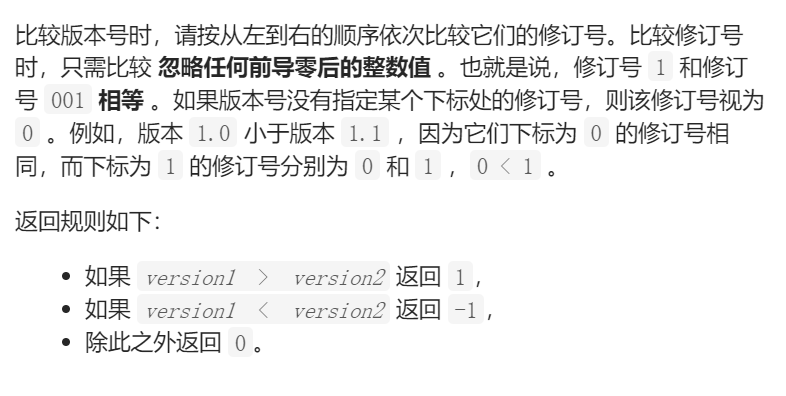 比较版本号时，请按从左到右的顺序依次比较它们的修订号。比较修订号
时，只需比较 忽略任何前导零后的整数值 。也就是说，修订号 1 和修订
号 001 相等 。如果版本号没有指定某个下标处的修订号，则该修订号视为
0 。例如，版本 1.0 小于版本 1.1 ，因为它们下标为 0 的修订号相
同，而下标为 1 的修订号分别为 0 和 1 ，0 < 1 。
返回规则如下：
• 如果 version1 > version2 返回 1，
• 如果 version1 < version2 返回 -1，
• 除此之外返回 0。